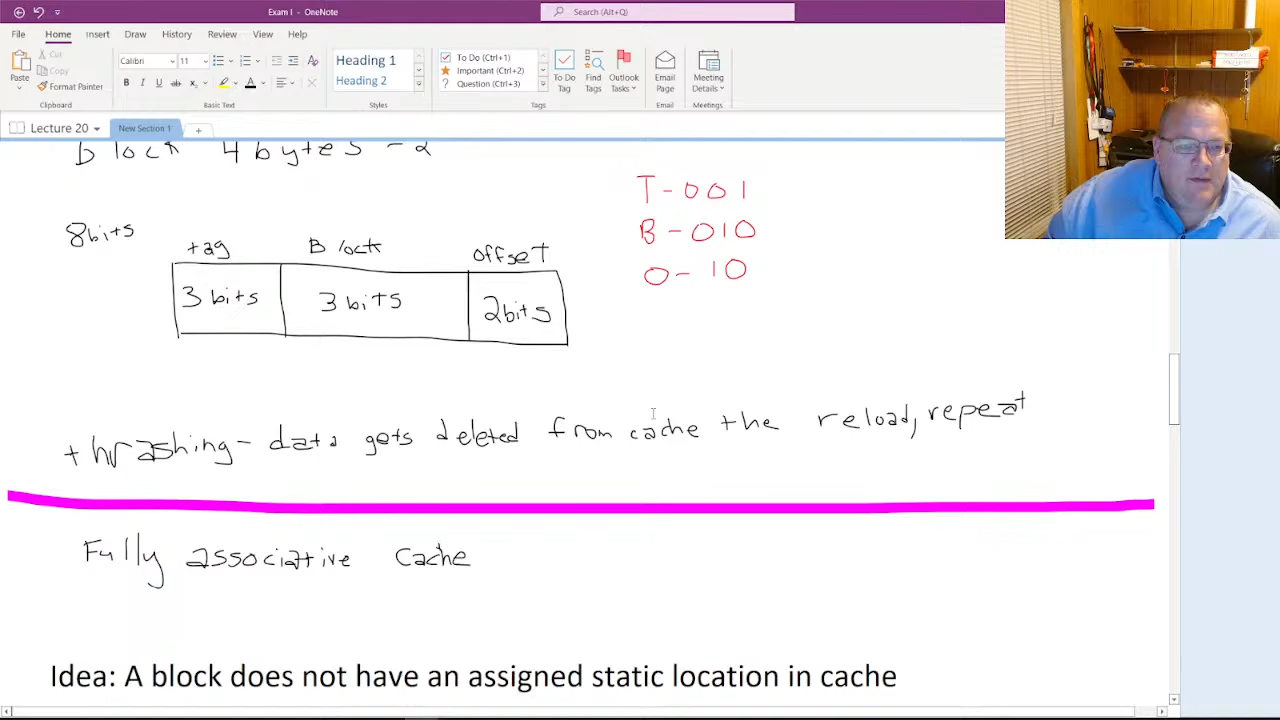 Exam I - OneNote
Search (Alt+Q)
File Home Insert Draw History Review View Help
Paste
Cut
Copy
Format Painter
Clipboard
Calibri 11
B I U ab x A
Basic Text
Heading 1
Heading 2
Styles
To Do (Ctrl+1)
Important (Ctrl+2)
Question (Ctrl+3)
To Do Tag
Find Tags
Outlook Tasks
Tags
Email Page
Email
Meeting Details
Meetings
Lecture 20
New Section 1
+
block 4 bytes - 2
T - 001
8bits
B - 010
tag Block offset
O - 10
3 bits 3 bits 2bits
thrashing - data gets deleted from cache the reload, repeat
Fully associative cache
Idea: A block does not have an assigned static location in cache